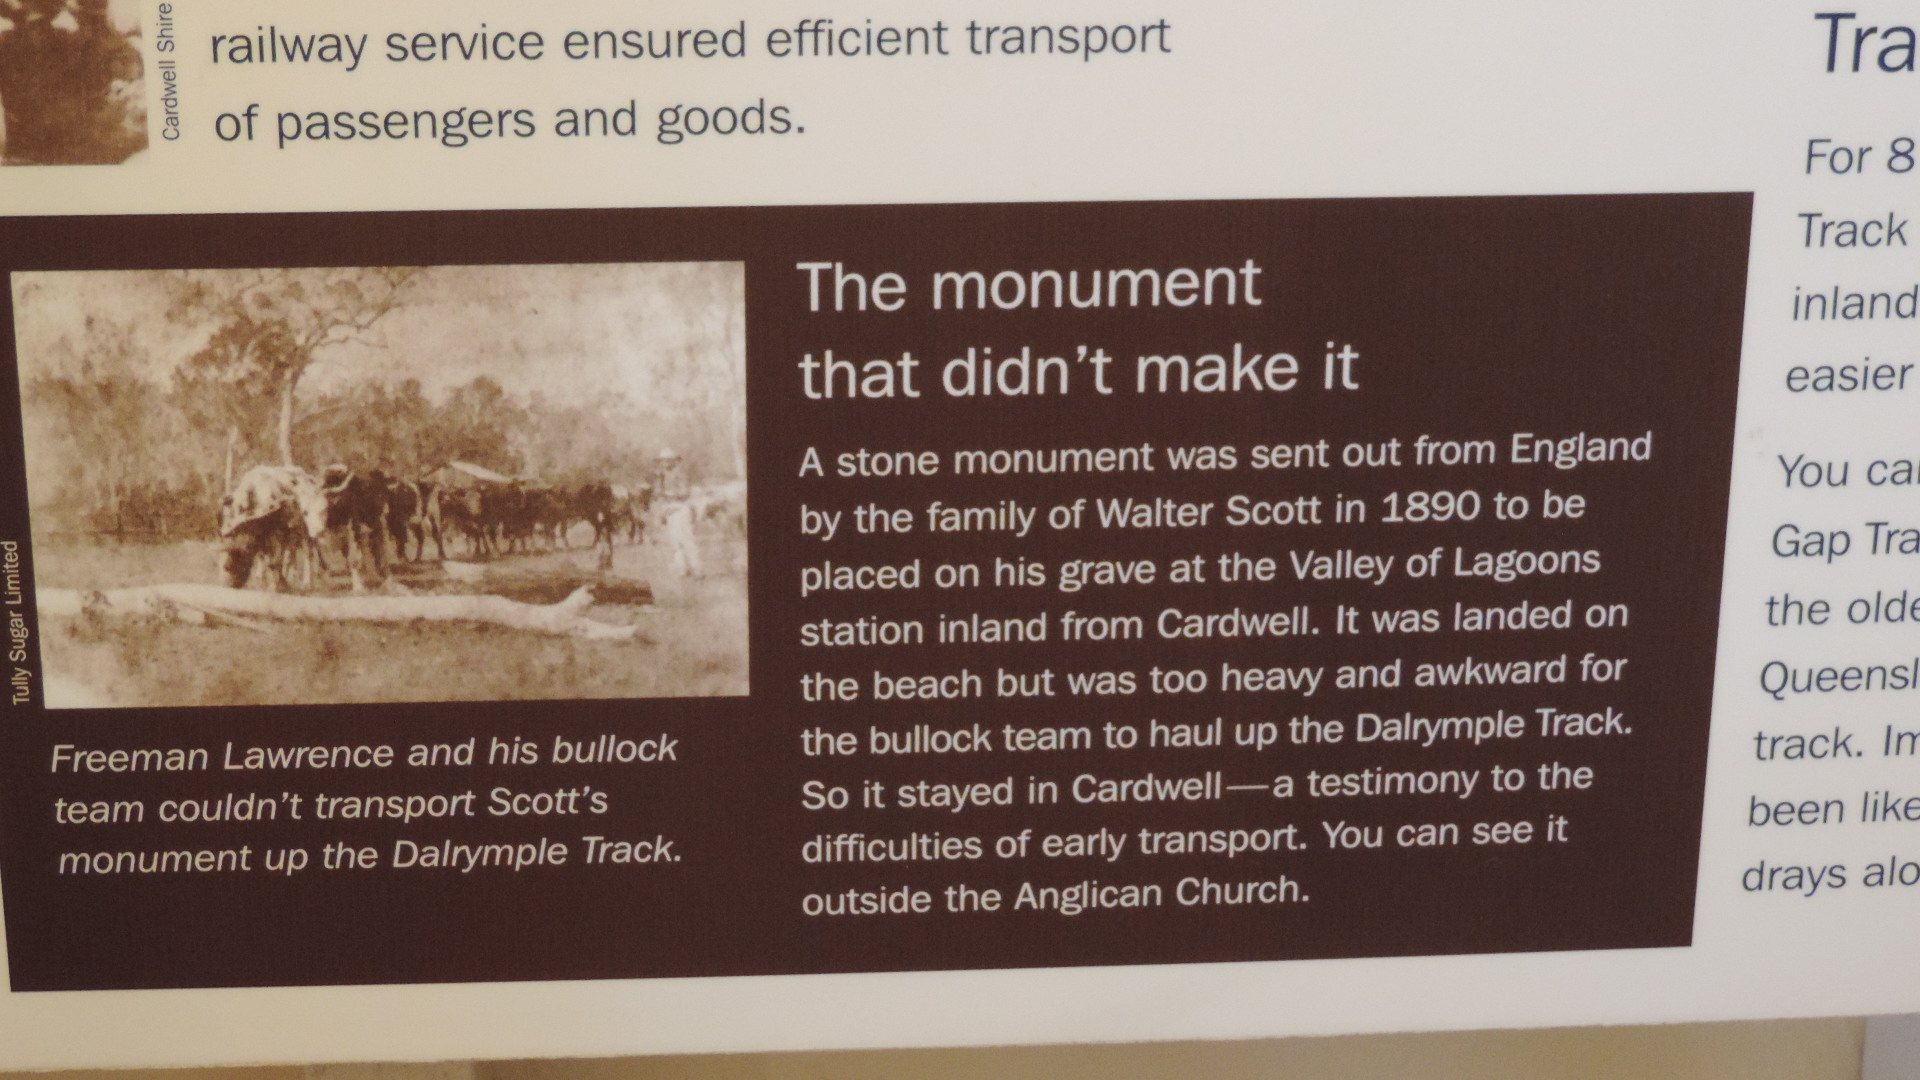 Cardwell Shire
railway service ensured efficient transport
of passengers and goods.
Tully Sugar Limited
Freeman Lawrence and his bullock
team couldn't transport Scott's
monument up the Dalrymple Track.
The monument
that didn't make it
A stone monument was sent out from England
by the family of Walter Scott in 1890 to be
placed on his grave at the Valley of Lagoons
station inland from Cardwell. It was landed on
the beach but was too heavy and awkward for
the bullock team to haul up the Dalrymple Track.
So it stayed in Cardwell—a testimony to the
difficulties of early transport. You can see it
outside the Anglican Church.
Tra
For 8
Track
inland
easier
You ca
Gap Tra
the olde
Queensl
track. Im
been like
drays alo